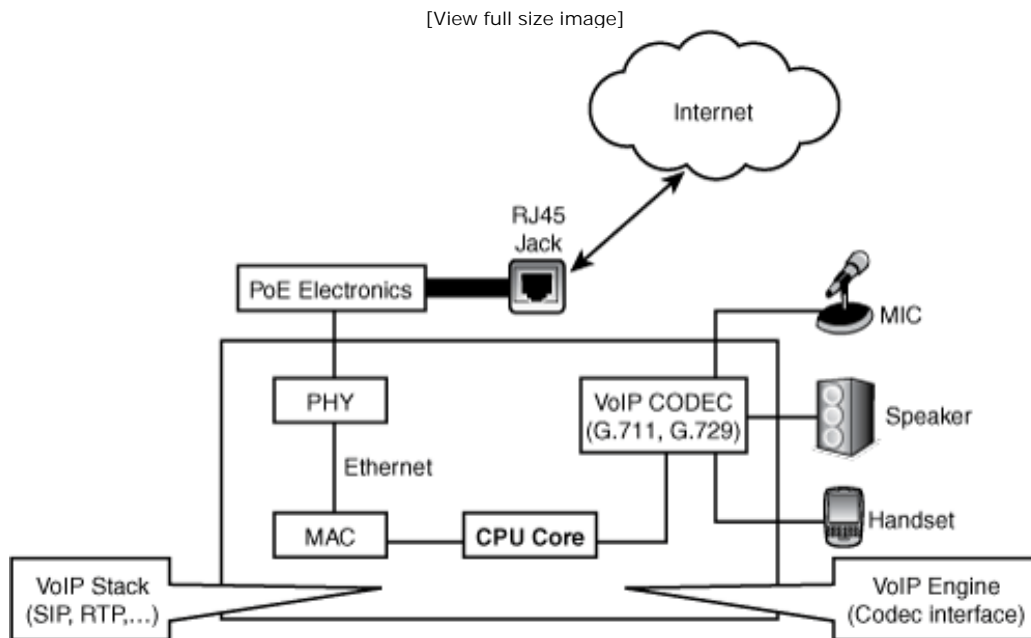 [View full size image]
Internet
RJ45
Jack
PoE Electronics
MIC
PHY
VoIP CODEC
(G.711, G.729)
Speaker
Ethernet
Handset
MAC
CPU Core
VoIP Stack
(SIP, RTP,...)
VoIP Engine
(Codec interface)